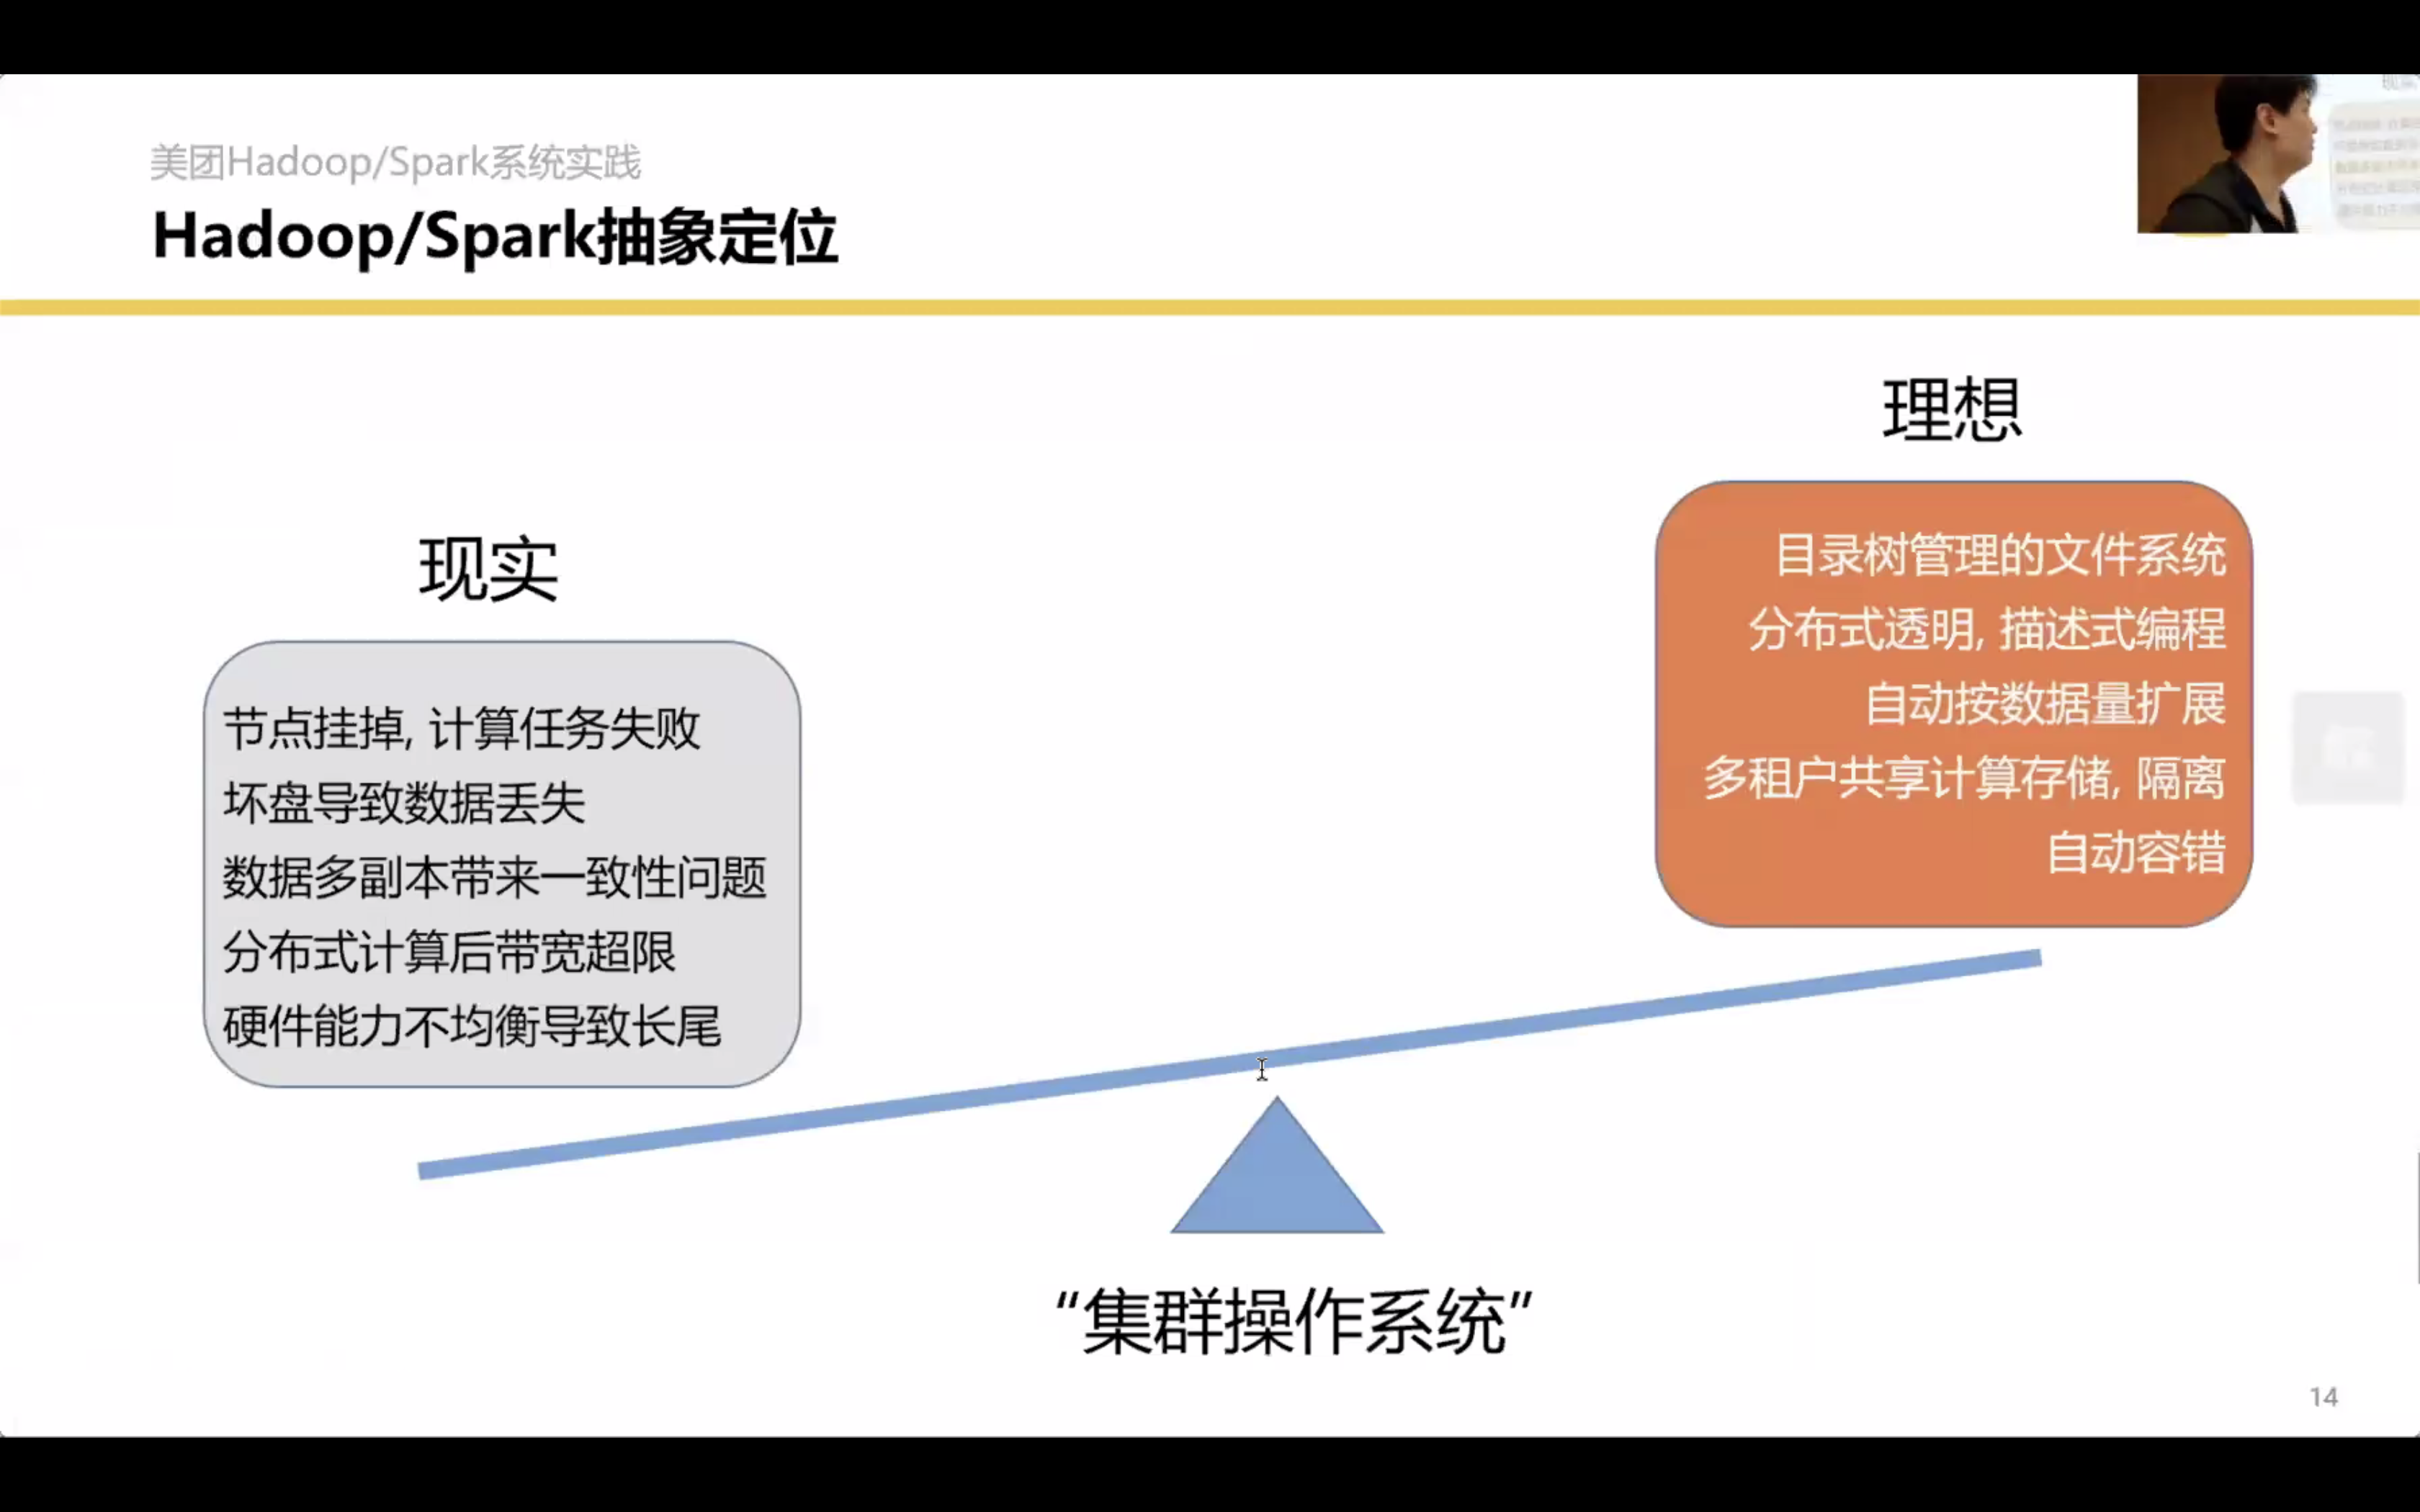 美团Hadoop/Spark系统实践
Hadoop/Spark抽象定位
理想
目录树管理的文件系统
分布式透明, 描述式编程
自动按数据量扩展
多租户共享计算存储, 隔离
自动容错
现实
节点挂掉, 计算任务失败
坏盘导致数据丢失
数据多副本带来一致性问题
分布式计算后带宽超限
硬件能力不均衡导致长尾
“集群操作系统”
14